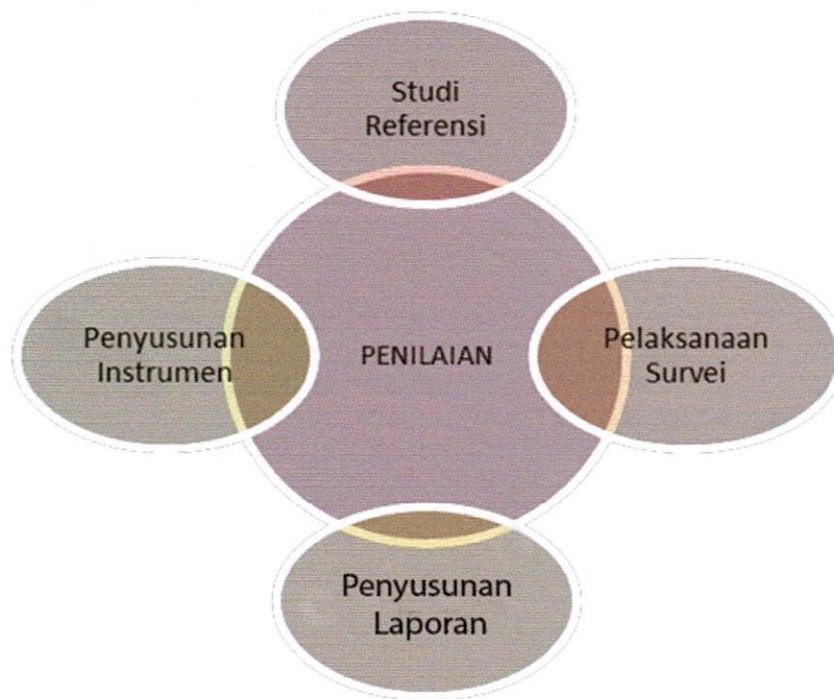 Studi
Referensi
Penyusunan
Instrumen
PENILAIAN
Pelaksanaan
Survei
Penyusunan
Laporan